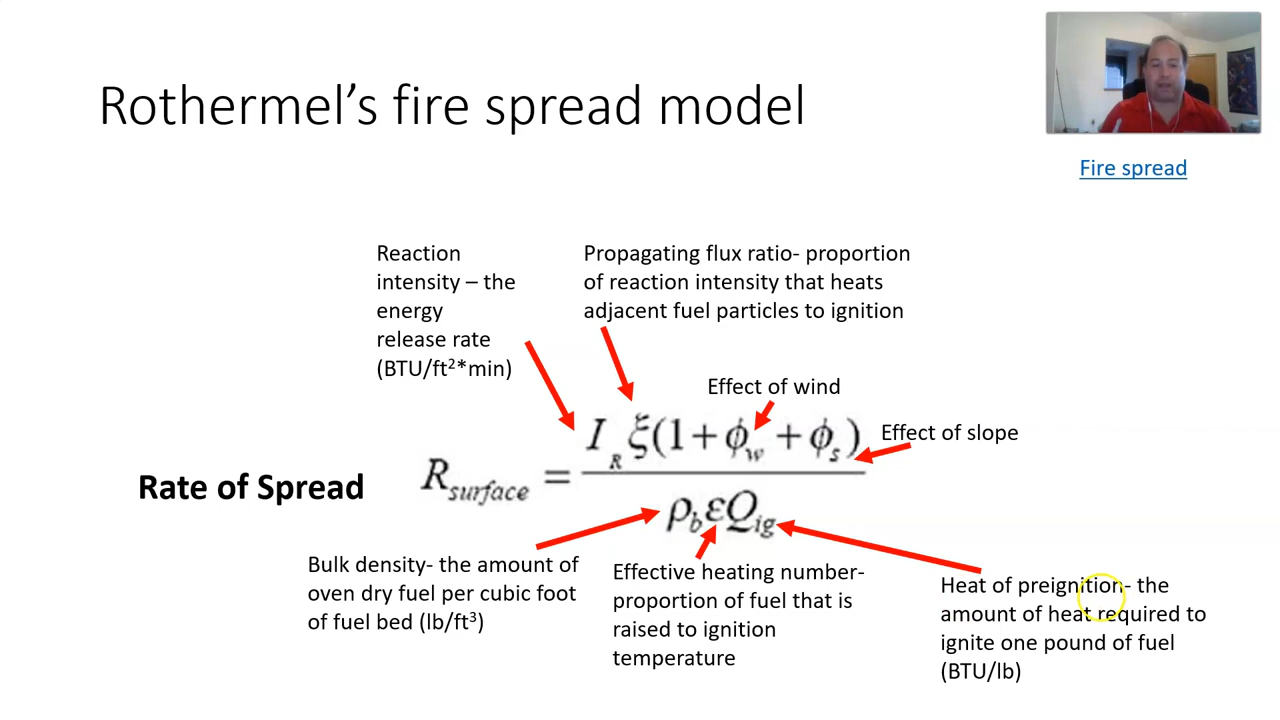 Rothermel's fire spread model
Fire spread
Reaction
intensity – the
energy
release rate
(BTU/ft²*min)
Propagating flux ratio- proportion
of reaction intensity that heats
adjacent fuel particles to ignition
Effect of wind
Effect of slope
Rate of Spread
R_surface = I_R ξ(1+ϕ_w +ϕ_s) / ρ_b εQ_ig
Bulk density- the amount of
oven dry fuel per cubic foot
of fuel bed (lb/ft³)
Effective heating number-
proportion of fuel that is
raised to ignition
temperature
Heat of preignition- the
amount of heat required to
ignite one pound of fuel
(BTU/lb)